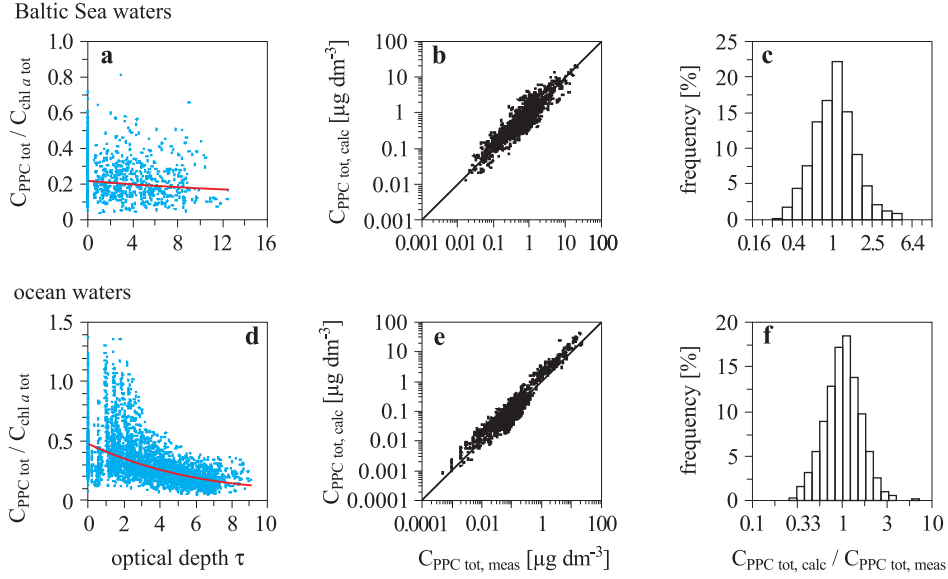 Baltic Sea waters
a
C_PPC tot / C_chl a tot
1.0
0.8
0.6
0.4
0.2
0
0 4 8 12 16
b
C_PPC tot, calc [µg dm⁻³]
100
10
1
0.1
0.01
0.001
0.001 0.01 0.1 1 10 100
c
frequency [%]
25
20
15
10
5
0
0.16 0.4 1 2.5 6.4
ocean waters
d
C_PPC tot / C_chl a tot
1.5
1.0
0.5
0
0 2 4 6 8 10
optical depth τ
e
C_PPC tot, calc [µg dm⁻³]
100
10
1
0.1
0.01
0.001
0.0001
0.0001 0.01 0.1 1 100
C_PPC tot, meas [µg dm⁻³]
f
frequency [%]
20
15
10
5
0
0.1 0.33 1 3 10
C_PPC tot, calc / C_PPC tot, meas